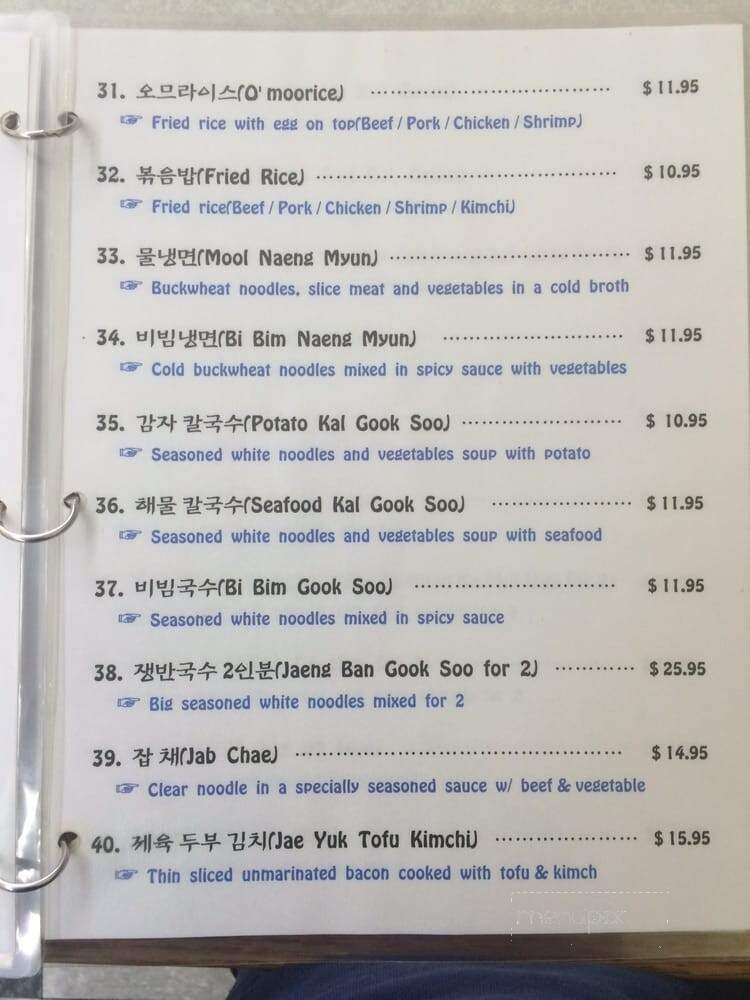 31. 오므라이스(O' moorice) ........................................ $ 11.95
☞ Fried rice with egg on top(Beef / Pork / Chicken / Shrimp)
32. 볶음밥(Fried Rice) ........................................ $ 10.95
☞ Fried rice(Beef / Pork / Chicken / Shrimp / Kimchi)
33. 물냉면(Mool Naeng Myun) ........................................ $ 11.95
☞ Buckwheat noodles, slice meat and vegetables in a cold broth
34. 비빔냉면(Bi Bim Naeng Myun) .............................. $ 11.95
☞ Cold buckwheat noodles mixed in spicy sauce with vegetables
35. 감자 칼국수(Potato Kal Gook Soo) ........................... $ 10.95
☞ Seasoned white noodles and vegetables soup with potato
36. 해물 칼국수(Seafood Kal Gook Soo) ........................ $ 11.95
☞ Seasoned white noodles and vegetables soup with seafood
37. 비빔국수(Bi Bim Gook Soo) .................................. $ 11.95
☞ Seasoned white noodles mixed in spicy sauce
38. 쟁반국수 2인분(Jaeng Ban Gook Soo for 2) ............ $ 25.95
☞ Big seasoned white noodles mixed for 2
39. 잡 채(Jab Chae) .................................................. $ 14.95
☞ Clear noodle in a specially seasoned sauce w/ beef & vegetable
40. 제육 두부 김치(Jae Yuk Tofu Kimchi) ........................ $ 15.95
☞ Thin sliced unmarinated bacon cooked with tofu & kimch
menupix